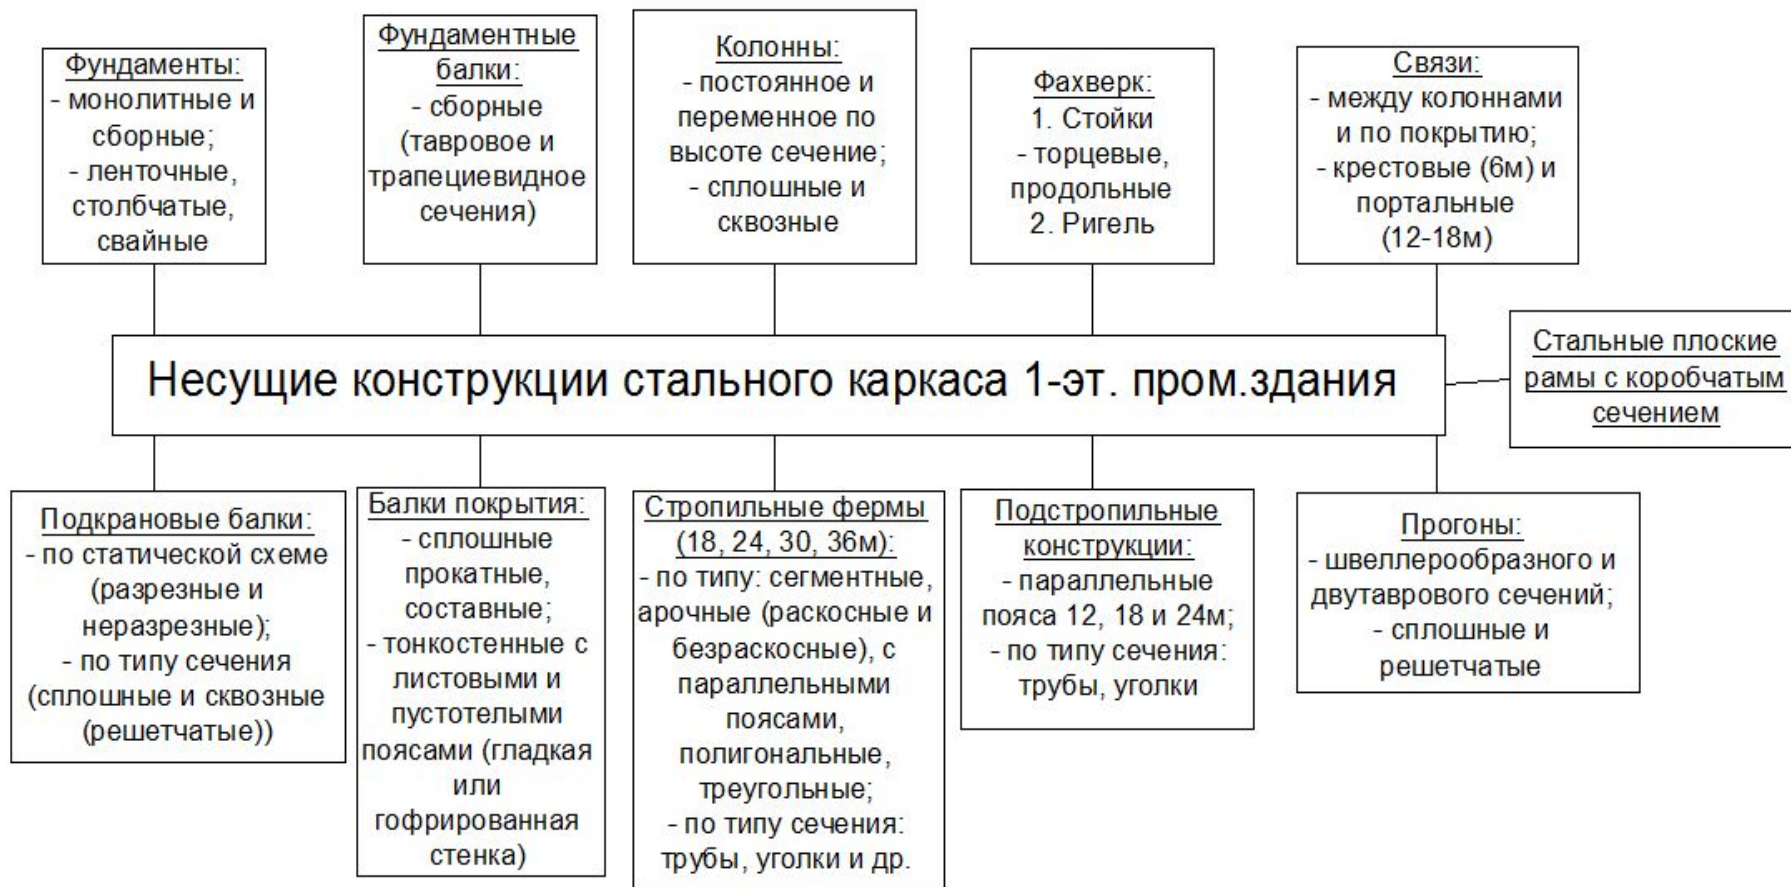 Фундаменты:
- монолитные и
сборные;
- ленточные,
столбчатые,
свайные
Фундаментные
балки:
- сборные
(тавровое и
трапециевидное
сечения)
Колонны:
- постоянное и
переменное по
высоте сечение;
- сплошные и
сквозные
Фахверк:
1. Стойки
- торцевые,
продольные
2. Ригель
Связи:
- между колоннами
и по покрытию;
- крестовые (6м) и
портальные
(12-18м)
Несущие конструкции стального каркаса 1-эт. пром.здания
Стальные плоские
рамы с коробчатым
сечением
Подкрановые балки:
- по статической схеме
(разрезные и
неразрезные);
- по типу сечения
(сплошные и сквозные
(решетчатые))
Балки покрытия:
- сплошные
прокатные,
составные;
- тонкостенные с
листовыми и
пустотелыми
поясами (гладкая
или
гофрированная
стенка)
Стропильные фермы
(18, 24, 30, 36м):
- по типу: сегментные,
арочные (раскосные и
безраскосные), с
параллельными
поясами,
полигональные,
треугольные;
- по типу сечения:
трубы, уголки и др.
Подстропильные
конструкции:
- параллельные
пояса 12, 18 и 24м;
- по типу сечения:
трубы, уголки
Прогоны:
- швеллерообразного и
двутаврового сечений;
- сплошные и
решетчатые